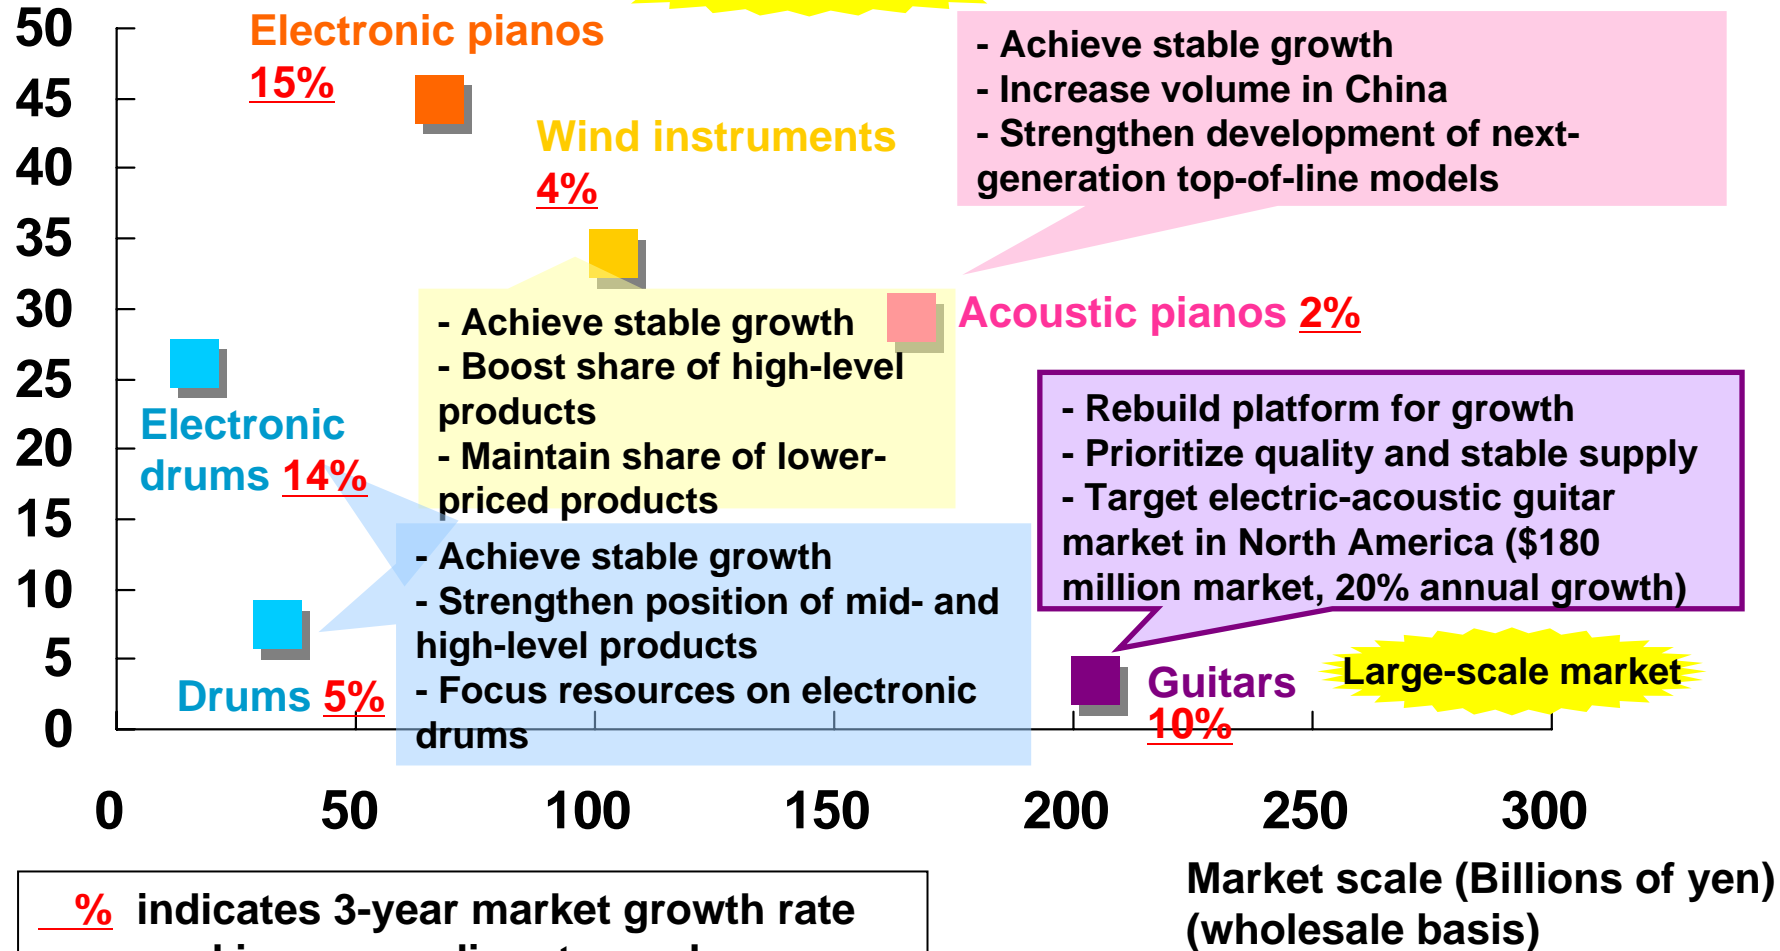 50
45
40
35
30
25
20
15
10
5
0
Electronic pianos
15%
Wind instruments
4%
- Achieve stable growth
- Increase volume in China
- Strengthen development of next-
generation top-of-line models
Acoustic pianos 2%
- Achieve stable growth
- Boost share of high-level
products
- Maintain share of lower-
priced products
Electronic
drums 14%
- Rebuild platform for growth
- Prioritize quality and stable supply
- Target electric-acoustic guitar
market in North America ($180
million market, 20% annual growth)
- Achieve stable growth
- Strengthen position of mid- and
high-level products
- Focus resources on electronic
drums
Drums 5%
Guitars
10%
Large-scale market
0 50 100 150 200 250 300
Market scale (Billions of yen)
(wholesale basis)
% indicates 3-year market growth rate